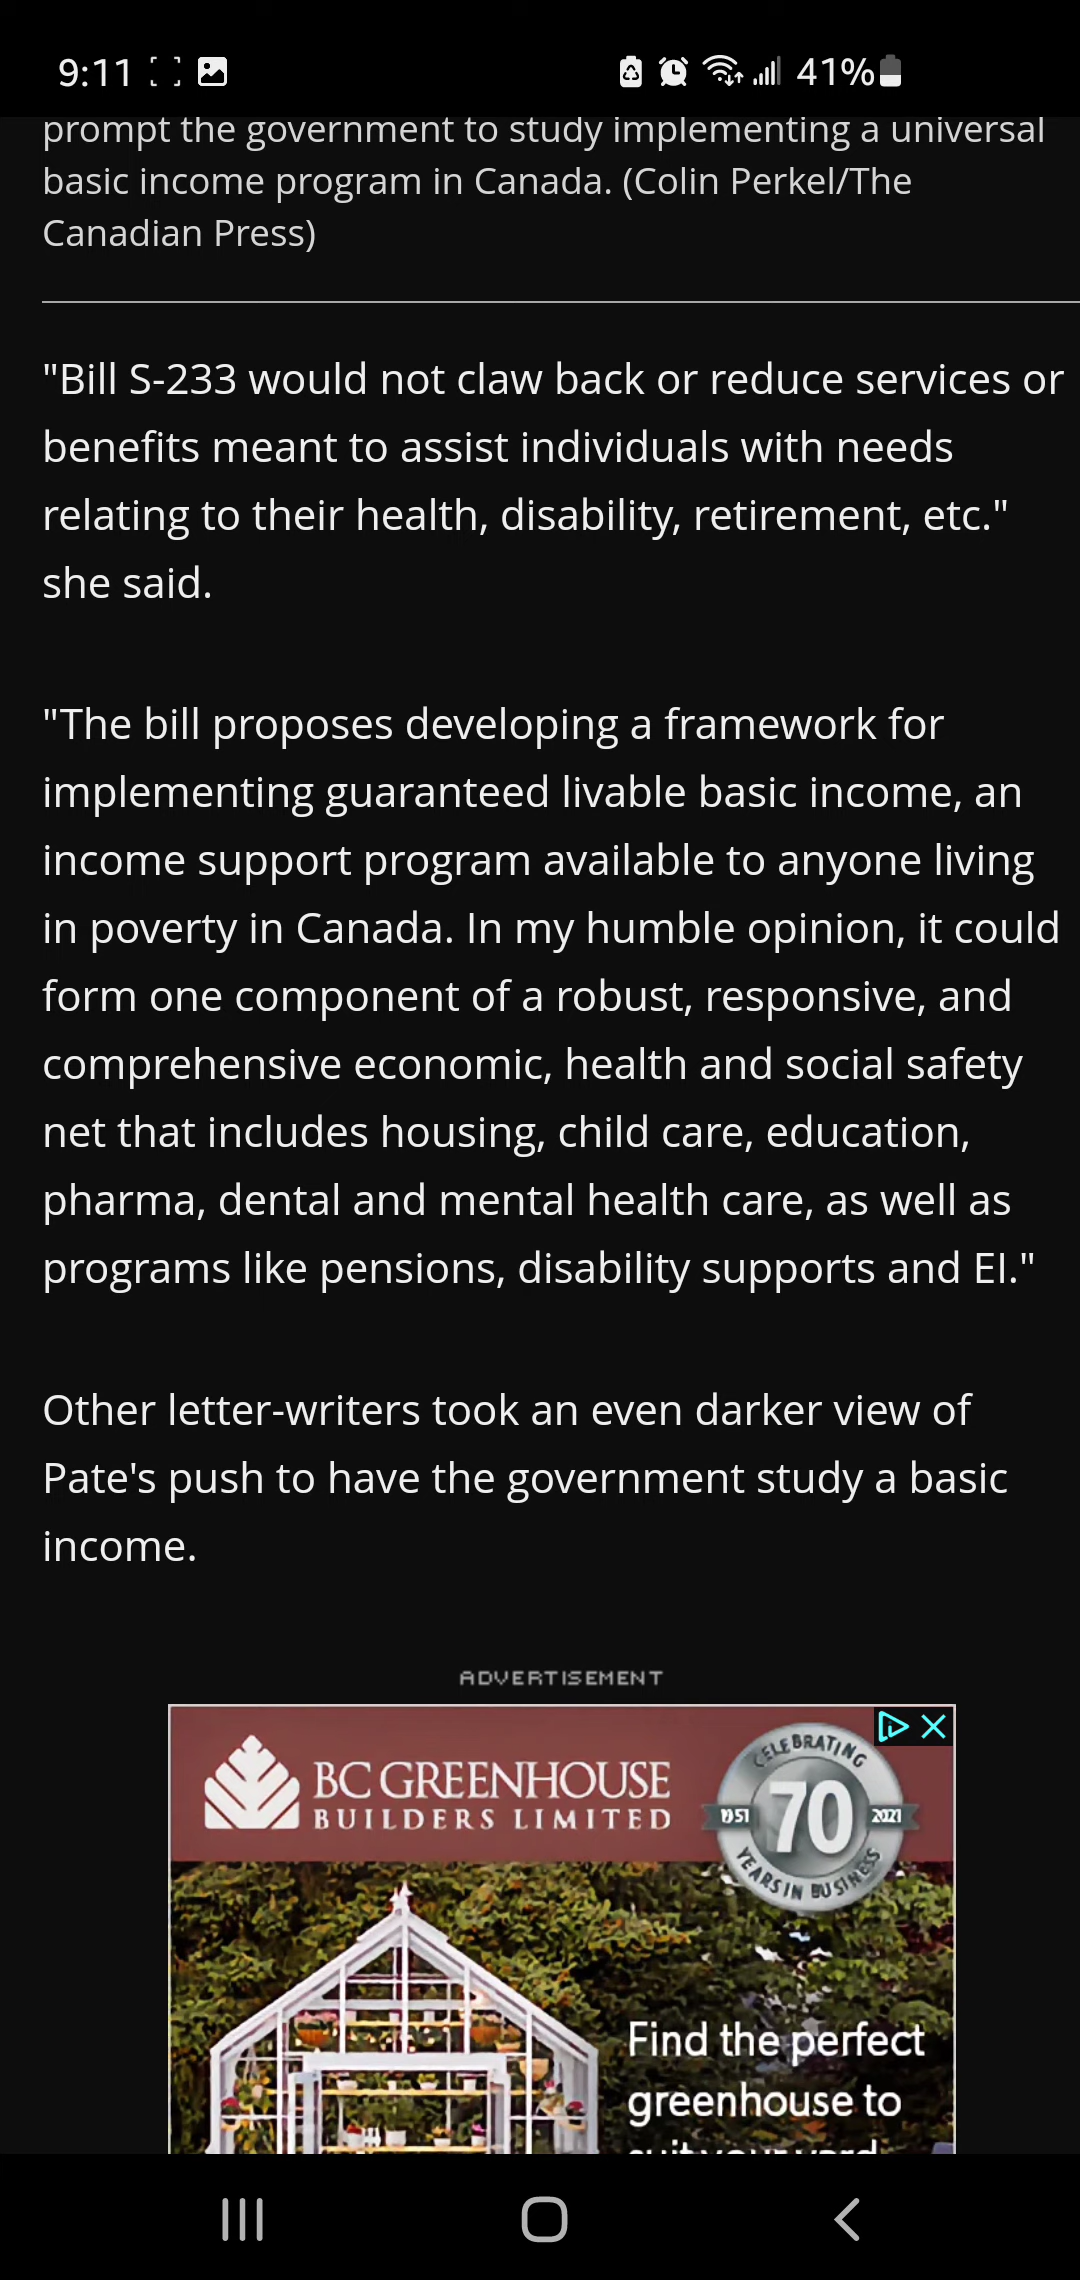 9:11
41%
prompt the government to study implementing a universal
basic income program in Canada. (Colin Perkel/The
Canadian Press)
"Bill S-233 would not claw back or reduce services or
benefits meant to assist individuals with needs
relating to their health, disability, retirement, etc."
she said.
"The bill proposes developing a framework for
implementing guaranteed livable basic income, an
income support program available to anyone living
in poverty in Canada. In my humble opinion, it could
form one component of a robust, responsive, and
comprehensive economic, health and social safety
net that includes housing, child care, education,
pharma, dental and mental health care, as well as
programs like pensions, disability supports and EI."
Other letter-writers took an even darker view of
Pate's push to have the government study a basic
income.
ADVERTISEMENT
BC GREENHOUSE
BUILDERS LIMITED
CELEBRATING
1951 70 2021
YEARS IN BUSINESS
Find the perfect
greenhouse to
suit your yard